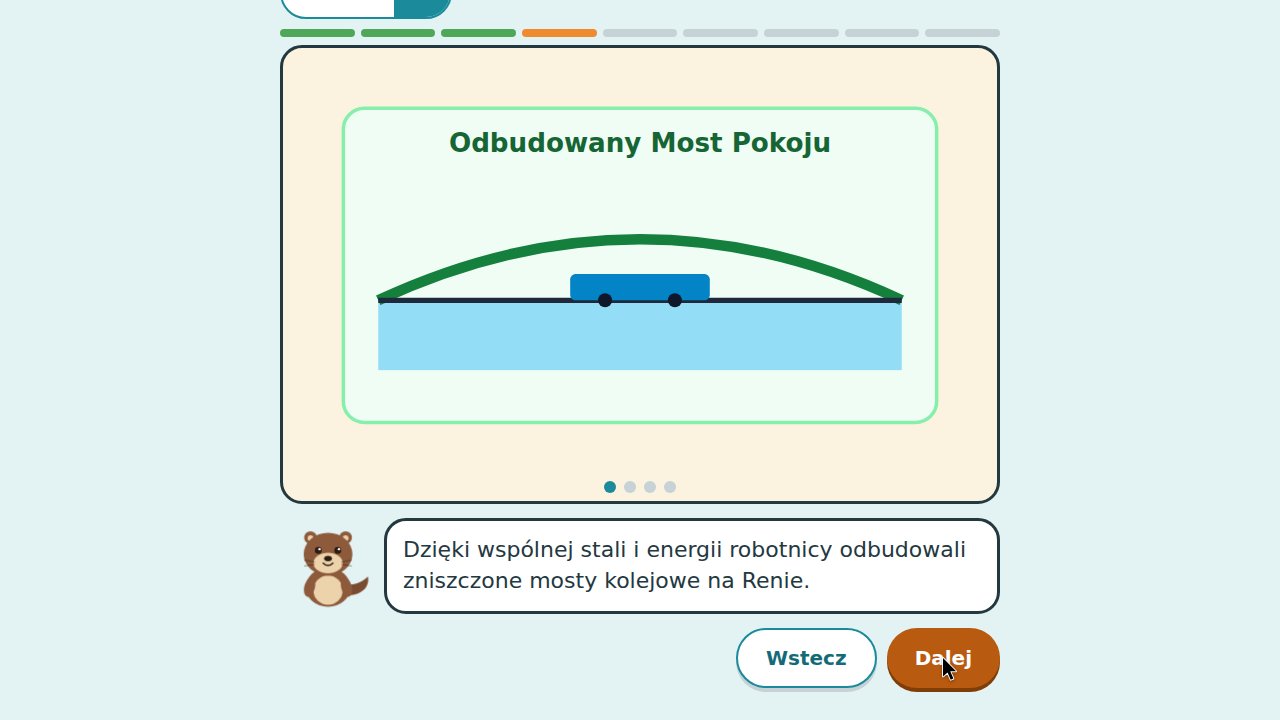 Odbudowany Most Pokoju
Dzięki wspólnej stali i energii robotnicy odbudowali
zniszczone mosty kolejowe na Renie.
Wstecz
Dalej